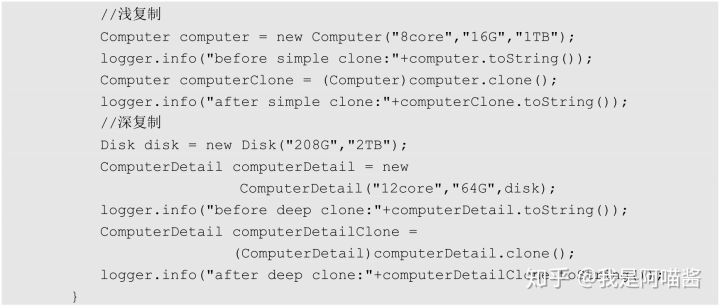 //浅复制
Computer computer = new Computer("8core","16G","1TB");
logger.info("before simple clone:"+computer.toString());
Computer computerClone = (Computer)computer.clone();
logger.info("after simple clone:"+computerClone.toString());
//深复制
Disk disk = new Disk("208G","2TB");
ComputerDetail computerDetail = new
ComputerDetail("12core","64G",disk);
logger.info("before deep clone:"+computerDetail.toString());
ComputerDetail computerDetailClone =
(ComputerDetail)computerDetail.clone();
logger.info("after deep clone:"+computerDetailClone.toString());
}
知乎 @我是阿喵酱